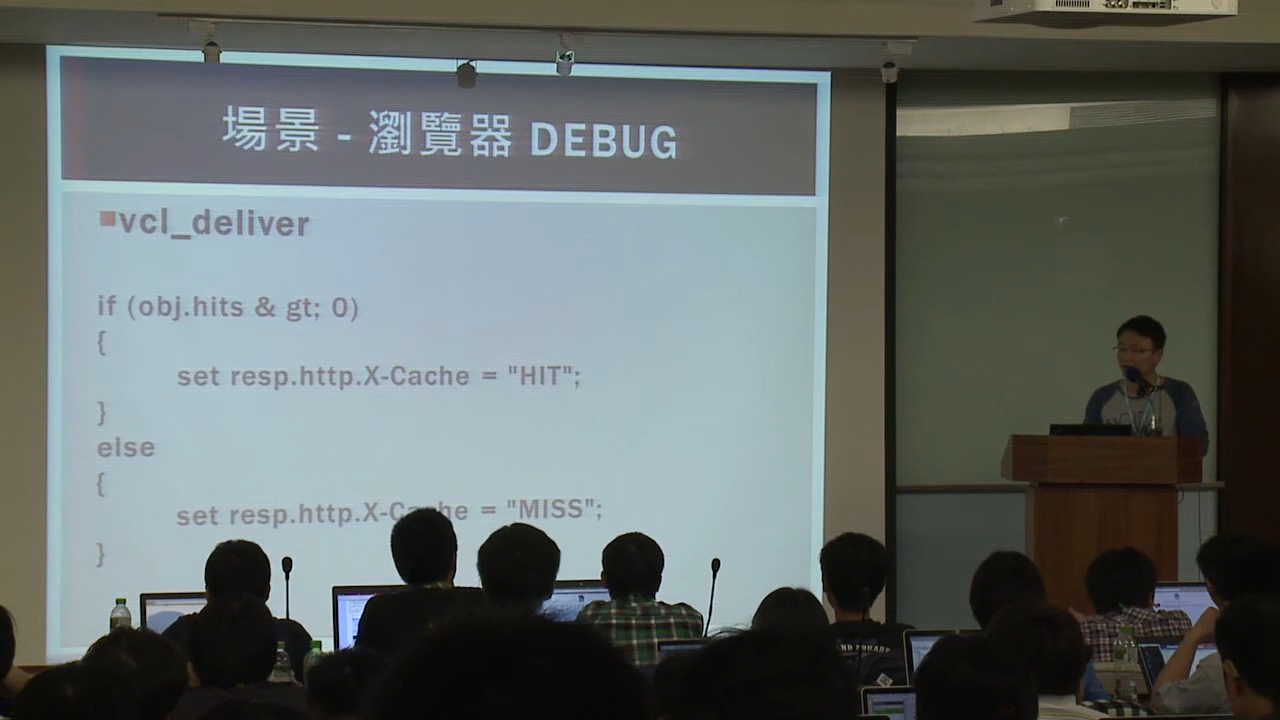 場景 - 瀏覽器 DEBUG
vcl_deliver
if (obj.hits & gt; 0)
{
set resp.http.X-Cache = "HIT";
}
else
{
set resp.http.X-Cache = "MISS";
}